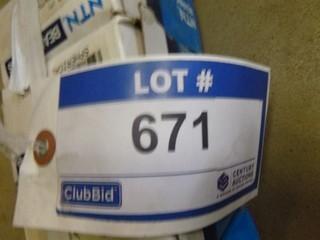 NTN
LOT #
671
ClubBid
CENTURY
AUCTIONS